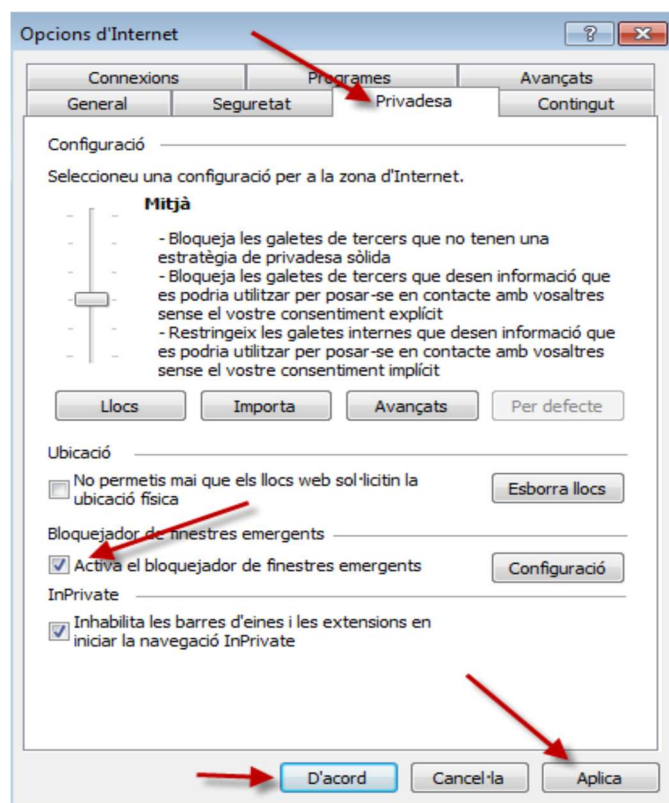 Opcions d'Internet
Connexions Programes Avançats
General Seguretat Privadesa Contingut
Configuració
Seleccioneu una configuració per a la zona d'Internet.
Mitjà
- Bloqueja les galetes de tercers que no tenen una
estratègia de privadesa sòlida
- Bloqueja les galetes de tercers que desen informació que
es podria utilitzar per posar-se en contacte amb vosaltres
sense el vostre consentiment explícit
- Restringeix les galetes internes que desen informació que
es podria utilitzar per posar-se en contacte amb vosaltres
sense el vostre consentiment implícit
Llocs Importa Avançats Per defecte
Ubicació
No permetis mai que els llocs web sol·licitin la
ubicació física
Esborra llocs
Bloquejador de finestres emergents
Activa el bloquejador de finestres emergents
Configuració
InPrivate
Inhabilita les barres d'eines i les extensions en
iniciar la navegació InPrivate
D'acord Cancel·la Aplica